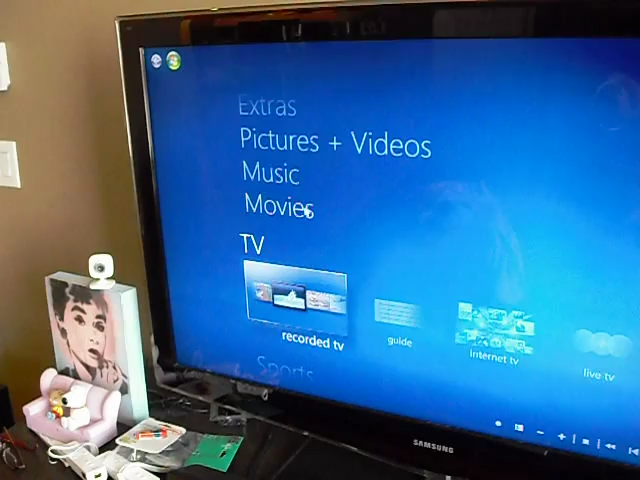 Extras
Pictures + Videos
Music
Movies
TV
recorded tv
guide
internet tv
live tv
Sports
SAMSUNG